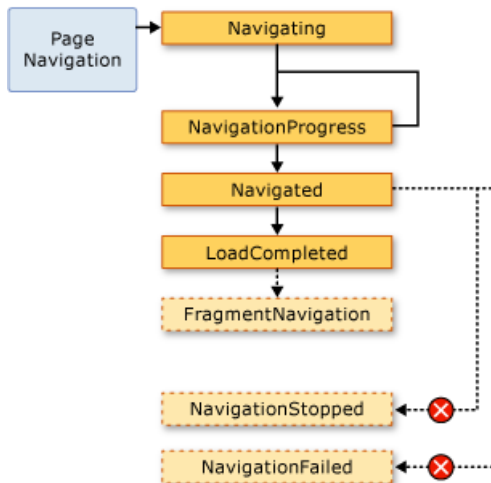 Page
Navigation
Navigating
NavigationProgress
Navigated
LoadCompleted
FragmentNavigation
NavigationStopped
NavigationFailed